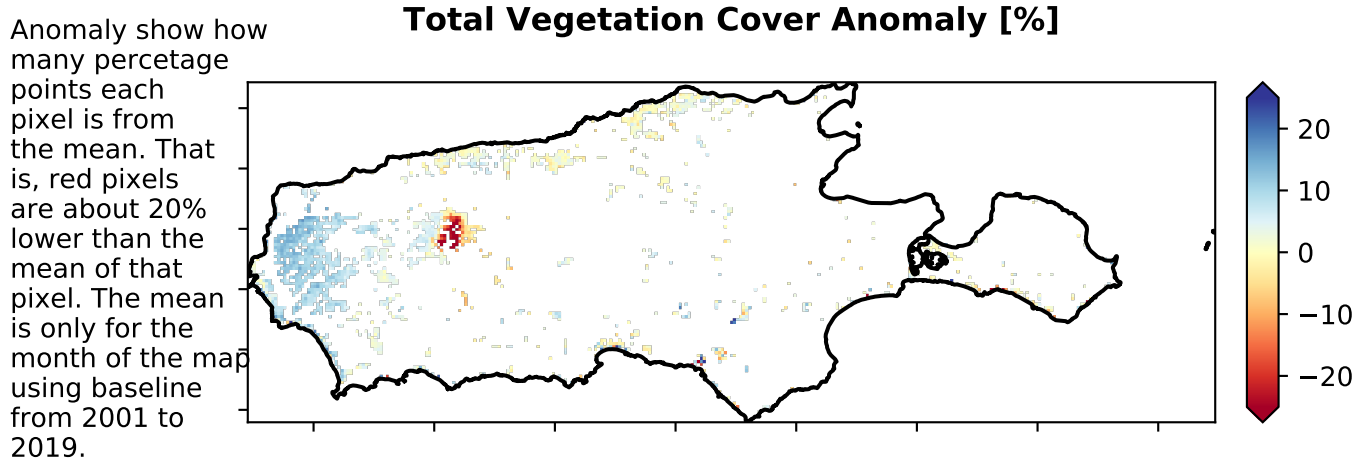 Total Vegetation Cover Anomaly [%]
Anomaly show how
many percetage
points each
pixel is from
the mean. That
is, red pixels
are about 20%
lower than the
mean of that
pixel. The mean
is only for the
month of the map
using baseline
from 2001 to
2019.
20
10
0
−10
−20